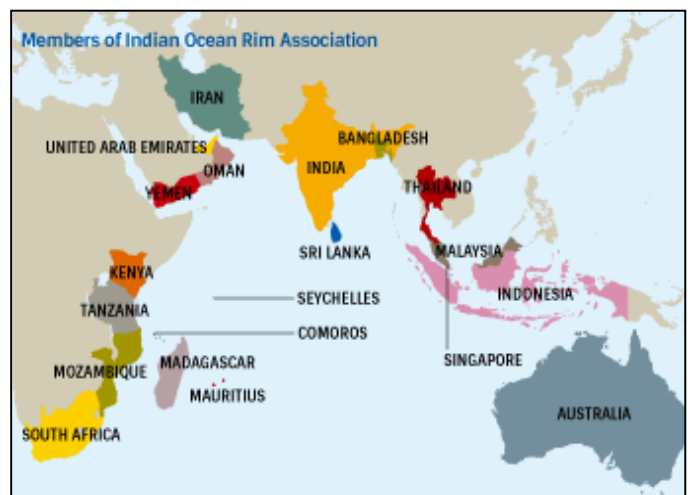 Members of Indian Ocean Rim Association
IRAN
UNITED ARAB EMIRATES
BANGLADESH
OMAN
INDIA
YEMEN
THAILAND
SRI LANKA
MALAYSIA
KENYA
SEYCHELLES
INDONESIA
TANZANIA
COMOROS
MADAGASCAR
SINGAPORE
MOZAMBIQUE
MAURITIUS
AUSTRALIA
SOUTH AFRICA